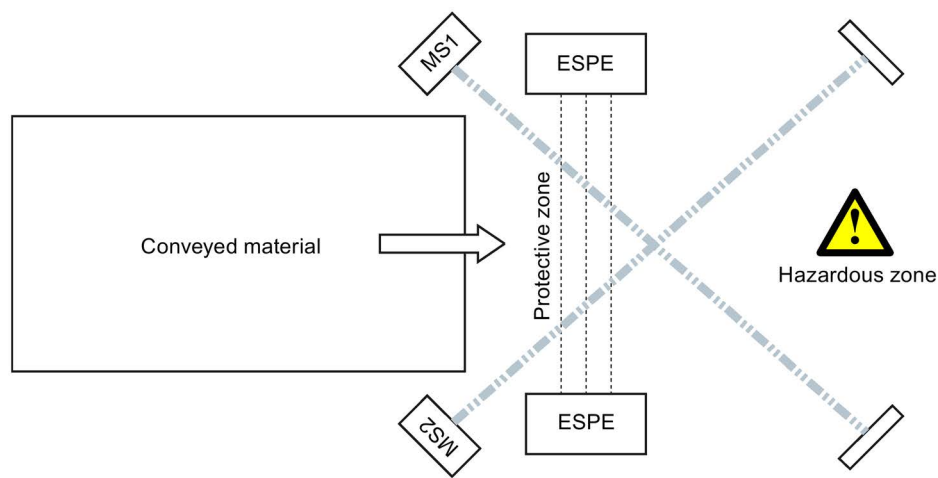 MS1
ESPE
Conveyed material
Protective zone
!
Hazardous zone
MS2
ESPE